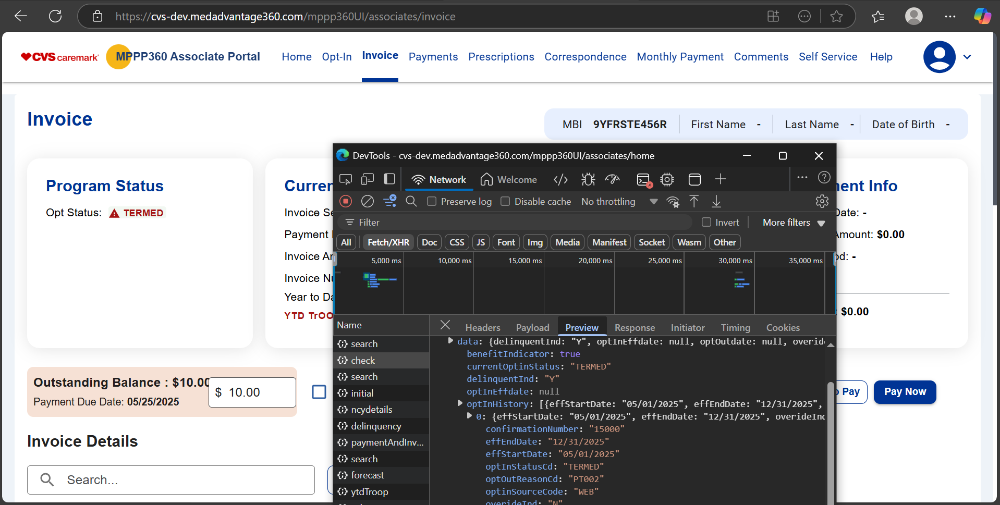 https://cvs-dev.medadvantage360.com/mppp360UI/associates/invoice
CVS caremark
MPPP360 Associate Portal
Home
Opt-In
Invoice
Payments
Prescriptions
Correspondence
Monthly Payment
Comments
Self Service
Help
Invoice
MBI 9YFRSTE456R
First Name -
Last Name -
Date of Birth -
Program Status
Opt Status: TERMED
Curren
Invoice Se
Payment
Invoice Ar
Invoice Nu
Year to Da
YTD TrOO
ent Info
Date: -
Amount: $0.00
od: -
$0.00
Outstanding Balance : $10.00
Payment Due Date: 05/25/2025
$ 10.00
o Pay
Pay Now
Invoice Details
Search...
DevTools - cvs-dev.medadvantage360.com/mppp360UI/associates/home
Network
Welcome
Preserve log
Disable cache
No throttling
Filter
Invert
More filters
All
Fetch/XHR
Doc
CSS
JS
Font
Img
Media
Manifest
Socket
Wasm
Other
5,000 ms
10,000 ms
15,000 ms
20,000 ms
25,000 ms
30,000 ms
35,000 ms
Name
search
check
search
initial
ncydetails
delinquency
paymentAndInv...
search
forecast
ytdTroop
Headers
Payload
Preview
Response
Initiator
Timing
Cookies
data: {delinquentInd: "Y", optInEffdate: null, optOutdate: null, overid
benefitIndicator: true
currentOptinStatus: "TERMED"
delinquentInd: "Y"
optInEffdate: null
optInHistory: [{effStartDate: "05/01/2025", effEndDate: "12/31/2025",
0: {effStartDate: "05/01/2025", effEndDate: "12/31/2025", overideInd
confirmationNumber: "15000"
effEndDate: "12/31/2025"
effStartDate: "05/01/2025"
optInStatusCd: "TERMED"
optOutReasonCd: "PT002"
optinSourceCode: "WEB"
overideInd: "N"